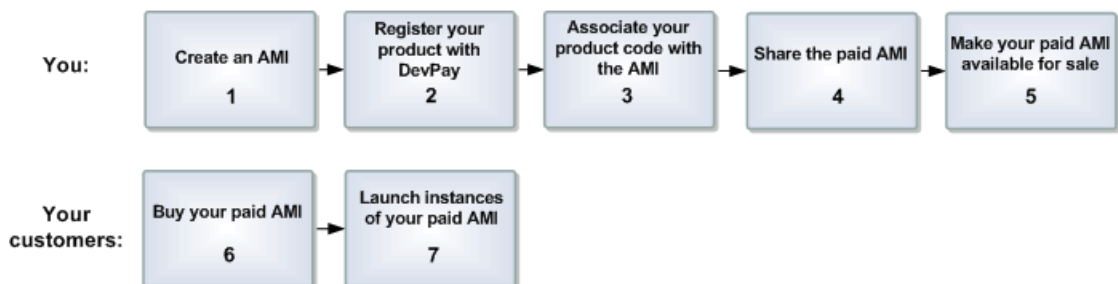 You:
Create an AMI
1
Register your
product with
DevPay
2
Associate your
product code with
the AMI
3
Share the paid AMI
4
Make your paid AMI
available for sale
5
Your
customers:
Buy your paid AMI
6
Launch instances
of your paid AMI
7